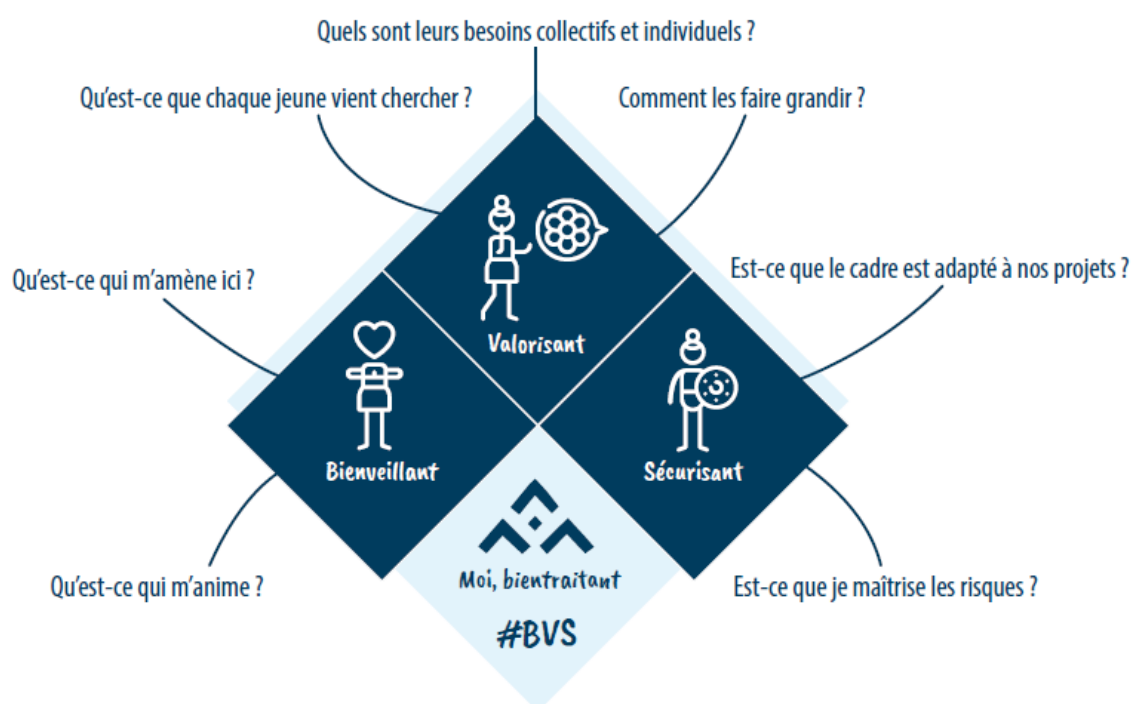 Quels sont leurs besoins collectifs et individuels ?
Qu’est-ce que chaque jeune vient chercher ?
Comment les faire grandir ?
Qu’est-ce qui m’amène ici ?
Est-ce que le cadre est adapté à nos projets ?
Valorisant
Bienveillant
Sécurisant
Moi, bientraitant
Qu’est-ce qui m’anime ?
Est-ce que je maîtrise les risques ?
#BVS